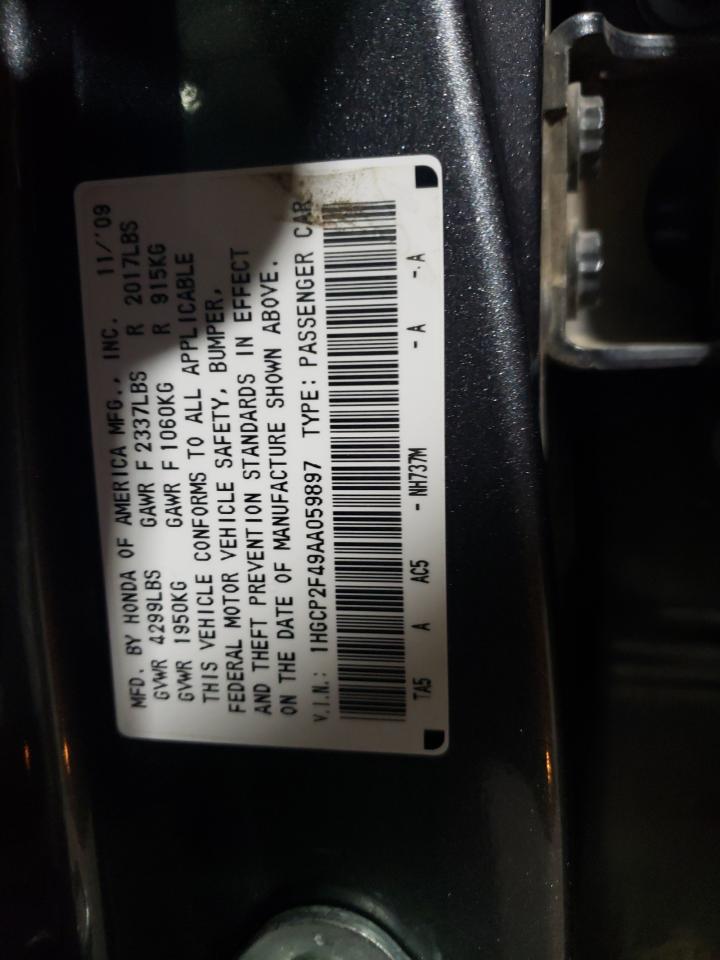 MFD. BY HONDA OF AMERICA MFG., INC. 11/'09
GVWR 4299LBS GAWR F 2337LBS R 2017LBS
GVWR 1950KG GAWR F 1060KG R 915KG
THIS VEHICLE CONFORMS TO ALL APPLICABLE
FEDERAL MOTOR VEHICLE SAFETY, BUMPER,
AND THEFT PREVENTION STANDARDS IN EFFECT
ON THE DATE OF MANUFACTURE SHOWN ABOVE.
V.I.N.: 1HGCP2F49AA059897 TYPE: PASSENGER CAR
TA5 A AC5 - NH737M - A -.A